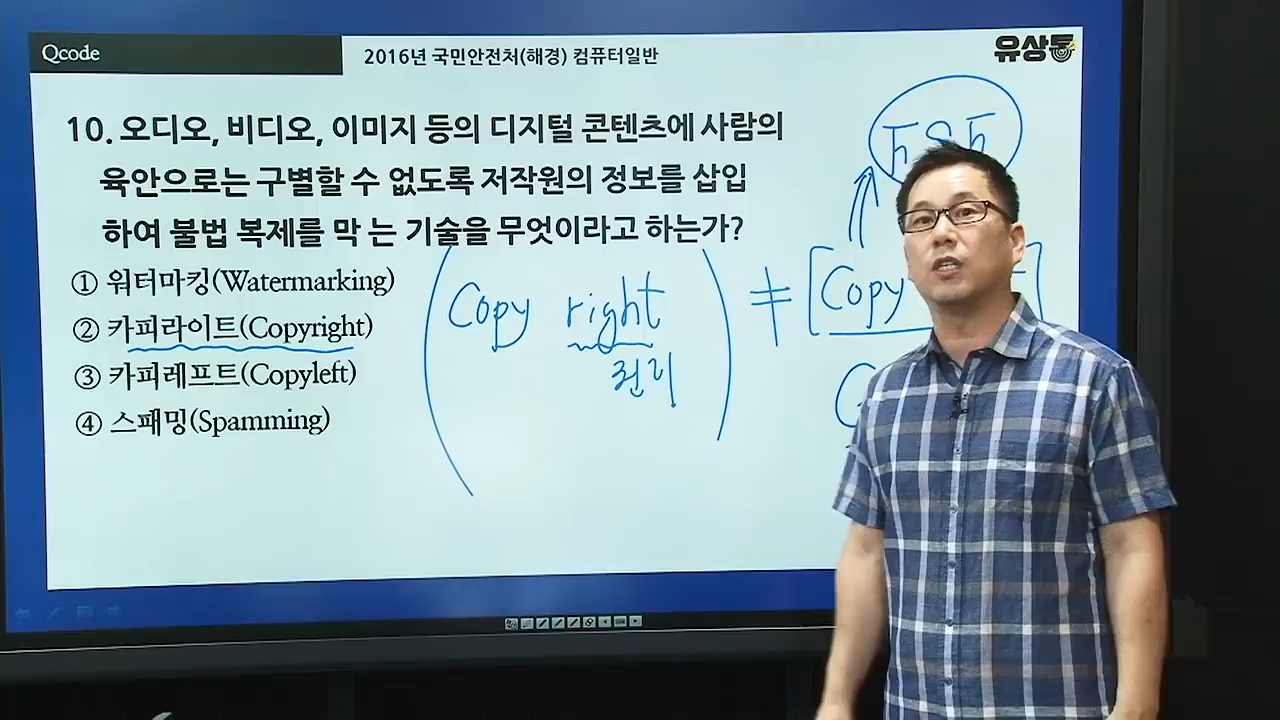 Qcode
2016년 국민안전처(해경) 컴퓨터일반
유상통
10. 오디오, 비디오, 이미지 등의 디지털 콘텐츠에 사람의
육안으로는 구별할 수 없도록 저작원의 정보를 삽입
하여 불법 복제를 막 는 기술을 무엇이라고 하는가?
① 워터마킹(Watermarking)
② 카피라이트(Copyright)
③ 카피레프트(Copyleft)
④ 스패밍(Spamming)
(Copy right) ≠ [Copy
권리